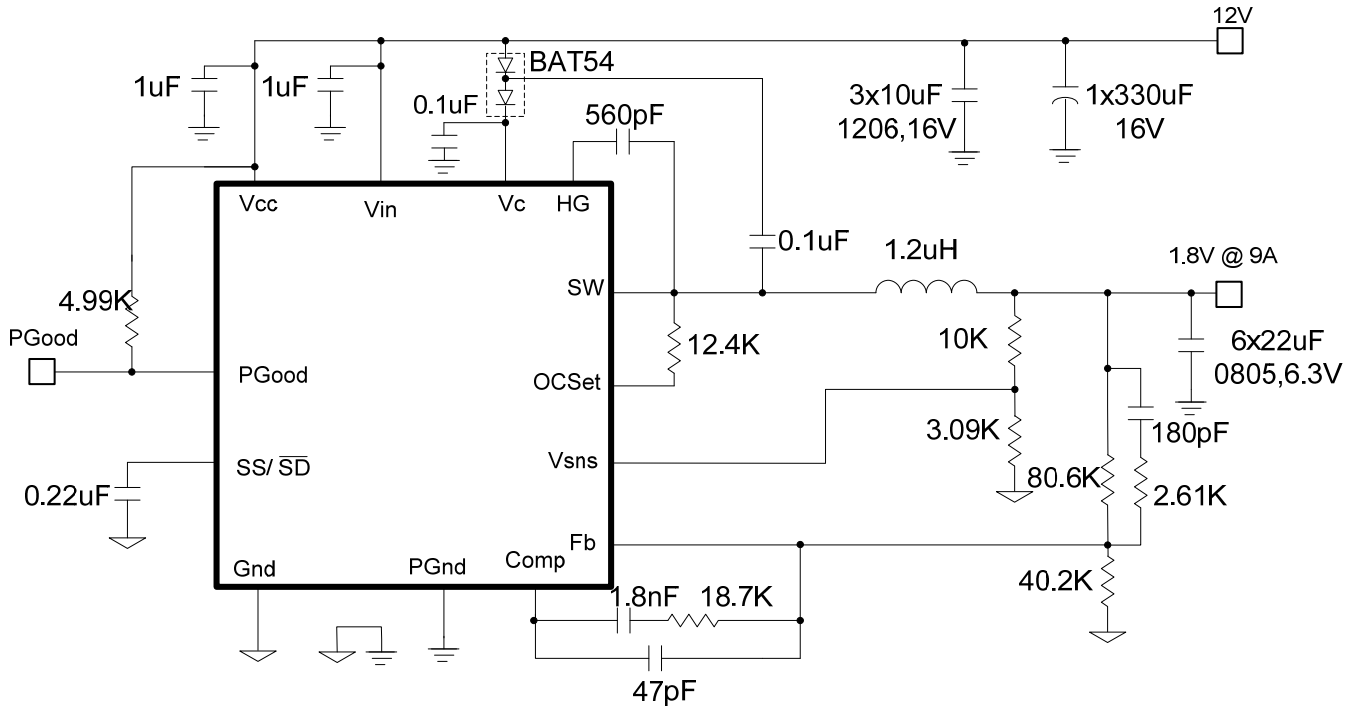 12V
BAT54
1uF
1uF
0.1uF
560pF
3x10uF
1206,16V
1x330uF
16V
Vcc
Vin
Vc
HG
0.1uF
1.2uH
1.8V @ 9A
SW
4.99K
PGood
12.4K
10K
6x22uF
0805,6.3V
PGood
OCSet
3.09K
180pF
SS/ SD
Vsns
80.6K
2.61K
0.22uF
Fb
Comp
Gnd
PGnd
40.2K
1.8nF
18.7K
47pF